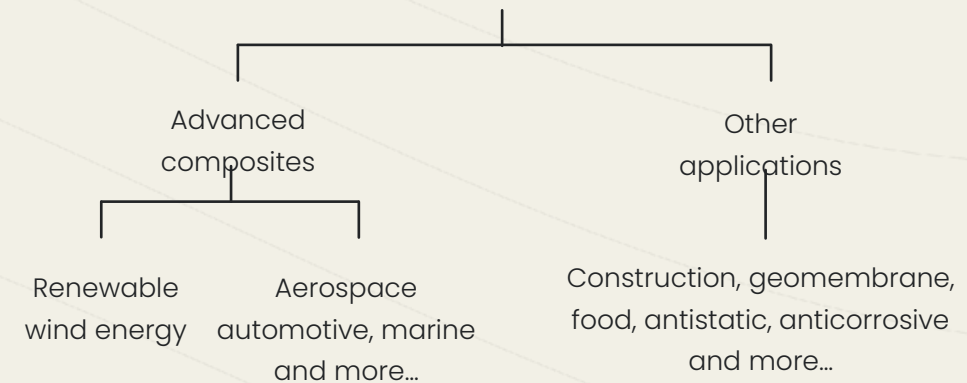 Advanced
composites
Other
applications
Renewable
wind energy
Aerospace
automotive, marine
and more...
Construction, geomembrane,
food, antistatic, anticorrosive
and more...